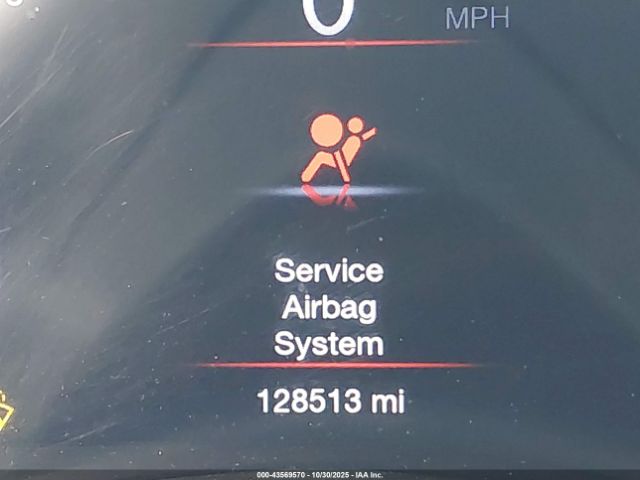 0
MPH
Service
Airbag
System
128513 mi
000-43569570 - 10/30/2025 - IAA Inc.